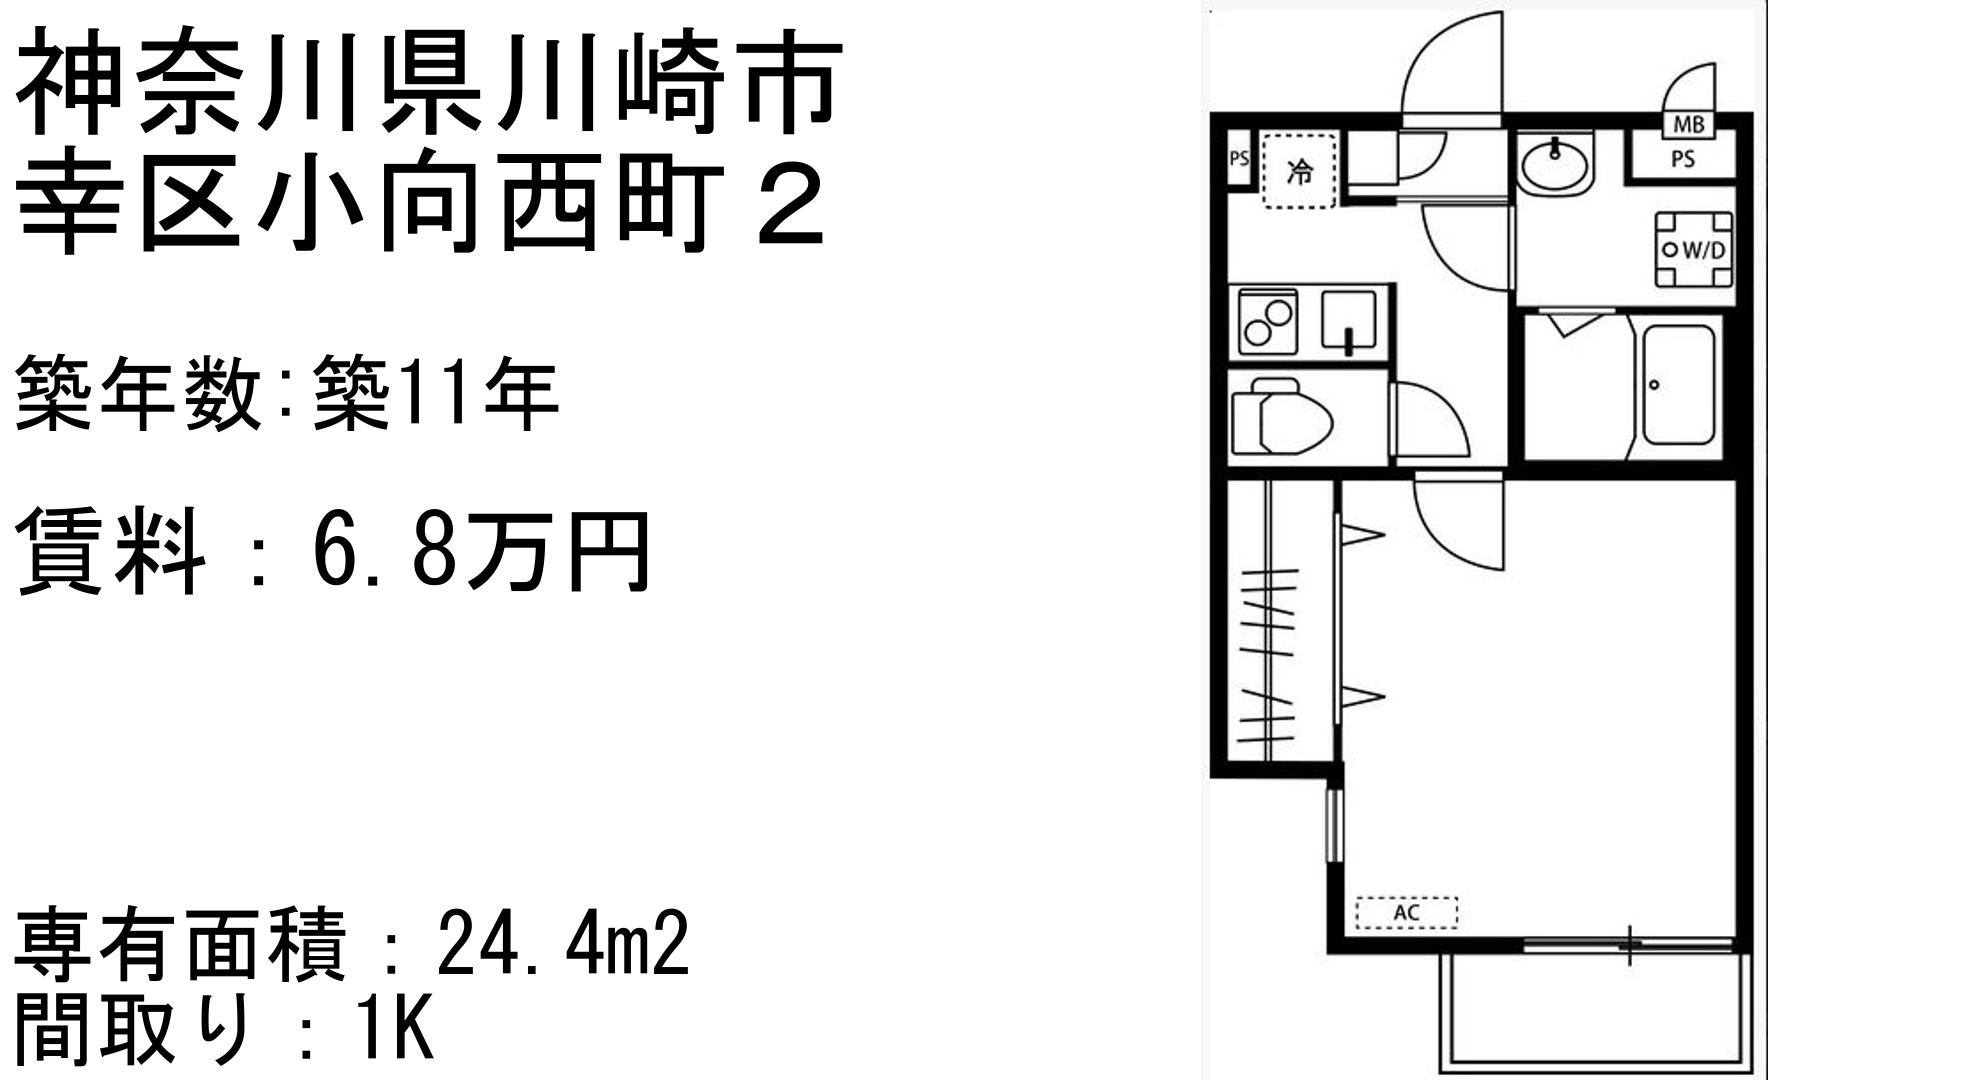 神奈川県川崎市
幸区小向西町２
築年数:築11年
賃料：6.8万円
専有面積：24.4m2
間取り：1K
MB
PS
冷
PS
W/D
AC